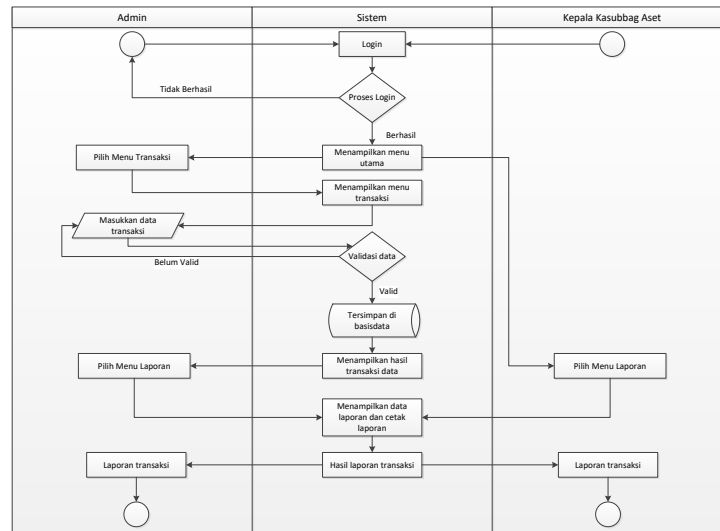 Admin
Sistem
Kepala Kasubbag Aset
Login
Tidak Berhasil
Proses Login
Berhasil
Pilih Menu Transaksi
Menampilkan menu
utama
Menampilkan menu
transaksi
Masukkan data
transaksi
Validasi data
Belum Valid
Valid
Tersimpan di
basisdata
Pilih Menu Laporan
Menampilkan hasil
transaksi data
Pilih Menu Laporan
Menampilkan data
laporan dan cetak
laporan
Laporan transaksi
Hasil laporan transaksi
Laporan transaksi